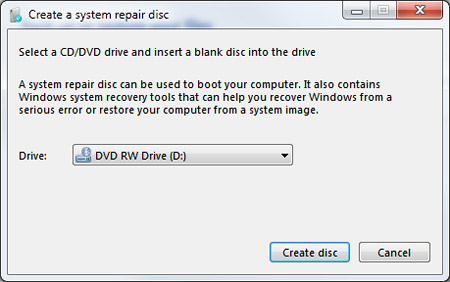 Create a system repair disc
Select a CD/DVD drive and insert a blank disc into the drive
A system repair disc can be used to boot your computer. It also contains
Windows system recovery tools that can help you recover Windows from a
serious error or restore your computer from a system image.
Drive: DVD RW Drive (D:)
Create disc Cancel